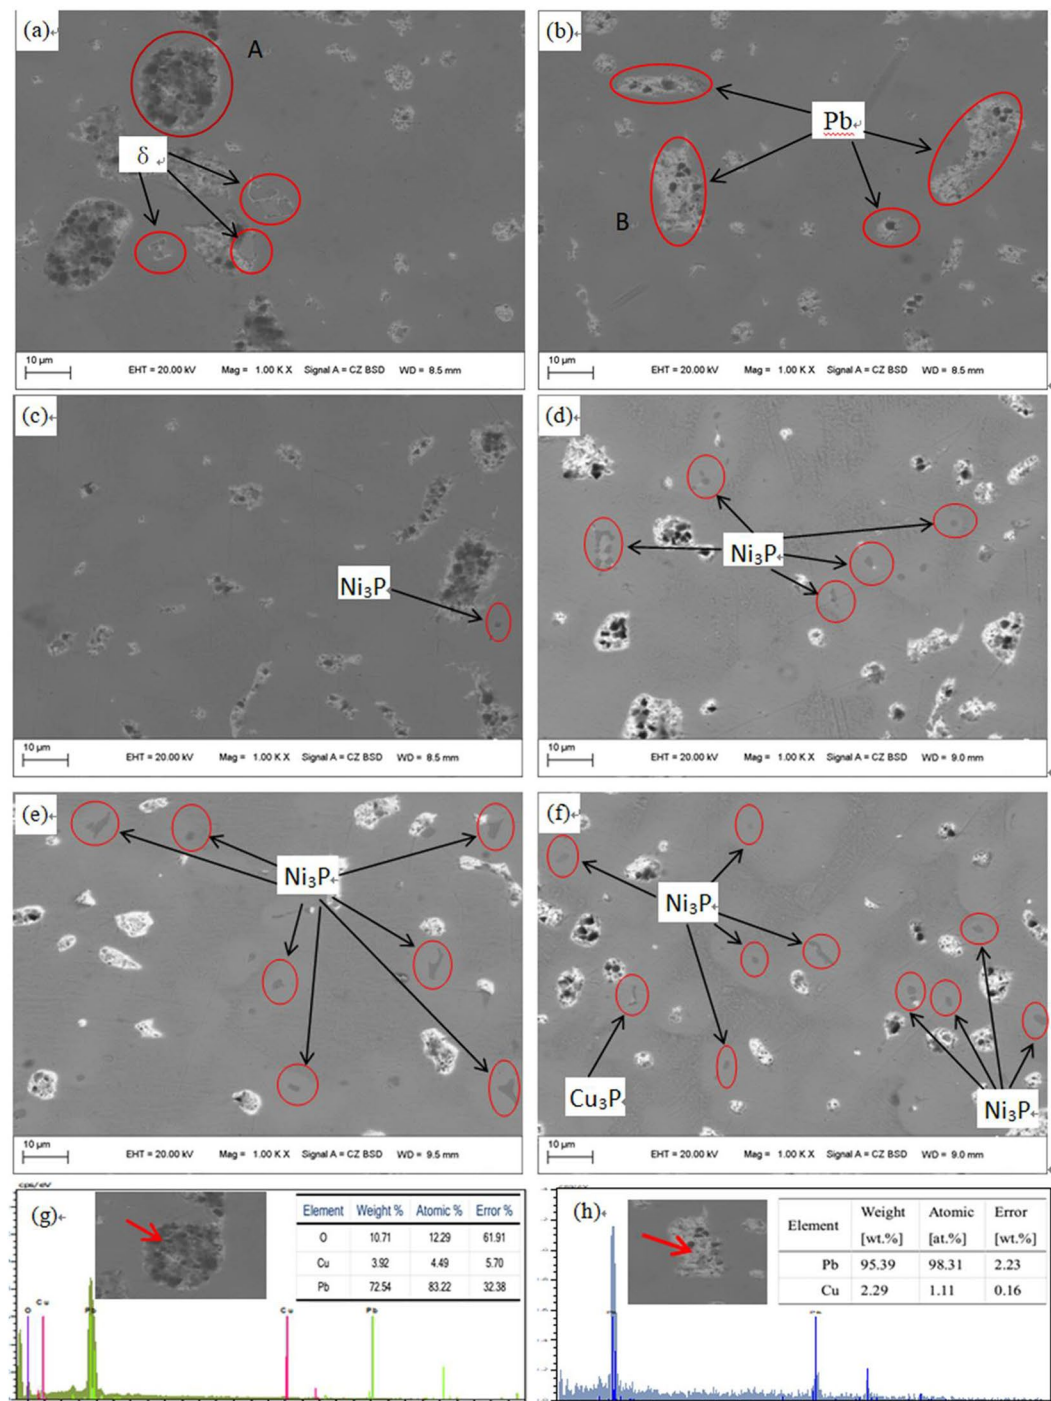 (a)
A
δ
10 µm
EHT = 20.00 kV Mag = 1.00 K X Signal A = CZ BSD WD = 8.5 mm
(b)
Pb
B
10 µm
EHT = 20.00 kV Mag = 1.00 K X Signal A = CZ BSD WD = 8.5 mm
(c)
Ni₃P
10 µm
EHT = 20.00 kV Mag = 1.00 K X Signal A = CZ BSD WD = 8.5 mm
(d)
Ni₃P
10 µm
EHT = 20.00 kV Mag = 1.00 K X Signal A = CZ BSD WD = 9.0 mm
(e)
Ni₃P
10 µm
EHT = 20.00 kV Mag = 1.00 K X Signal A = CZ BSD WD = 9.5 mm
(f)
Ni₃P
Cu₃P
Ni₃P
10 µm
EHT = 20.00 kV Mag = 1.00 K X Signal A = CZ BSD WD = 9.0 mm
cps/eV
(g)
Element Weight % Atomic % Error %
O 10.71 12.29 61.91
Cu 3.92 4.49 5.70
Pb 72.54 83.22 32.38
O Cu Pb Cu Pb
(h)
Element Weight [wt.%] Atomic [at.%] Error [wt.%]
Pb 95.39 98.31 2.23
Cu 2.29 1.11 0.16